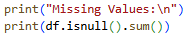 print("Missing Values:\n")
print(df.isnull().sum())